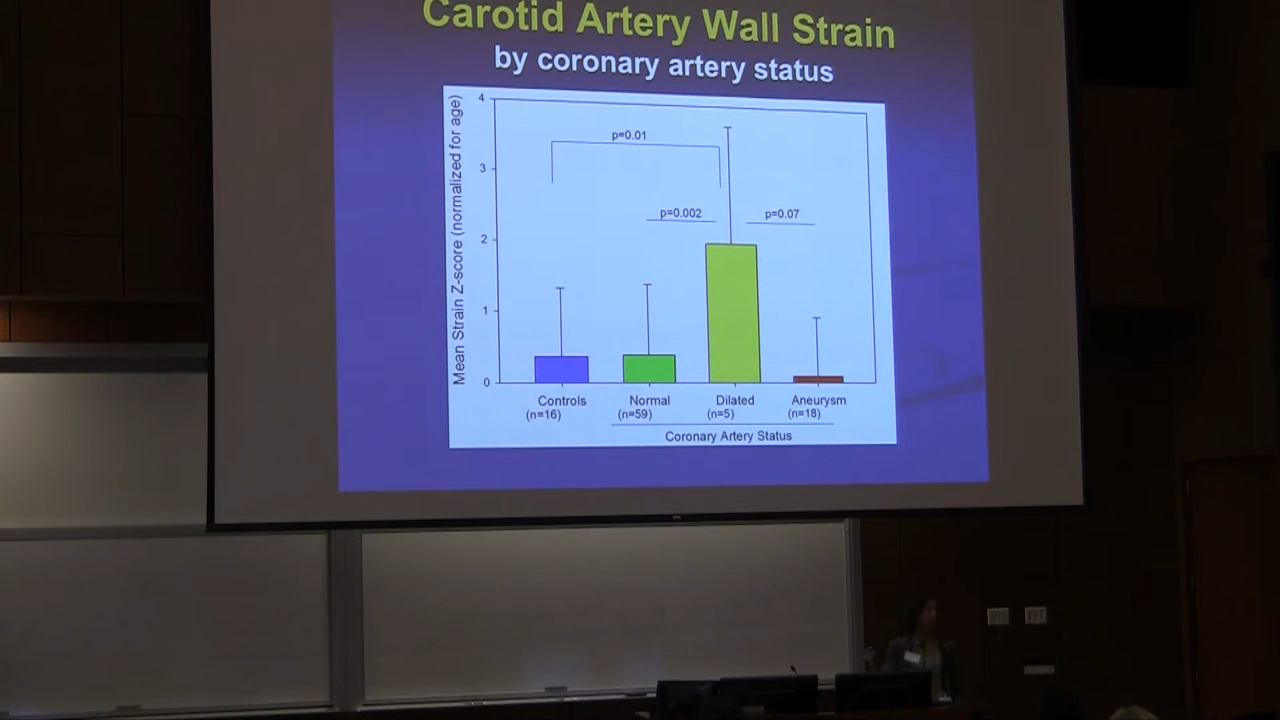 Carotid Artery Wall Strain
by coronary artery status
Mean Strain Z-score (normalized for age)
4
3
2
1
0
p=0.01
p=0.002
p=0.07
Controls
(n=16)
Normal
(n=59)
Dilated
(n=5)
Aneurysm
(n=18)
Coronary Artery Status